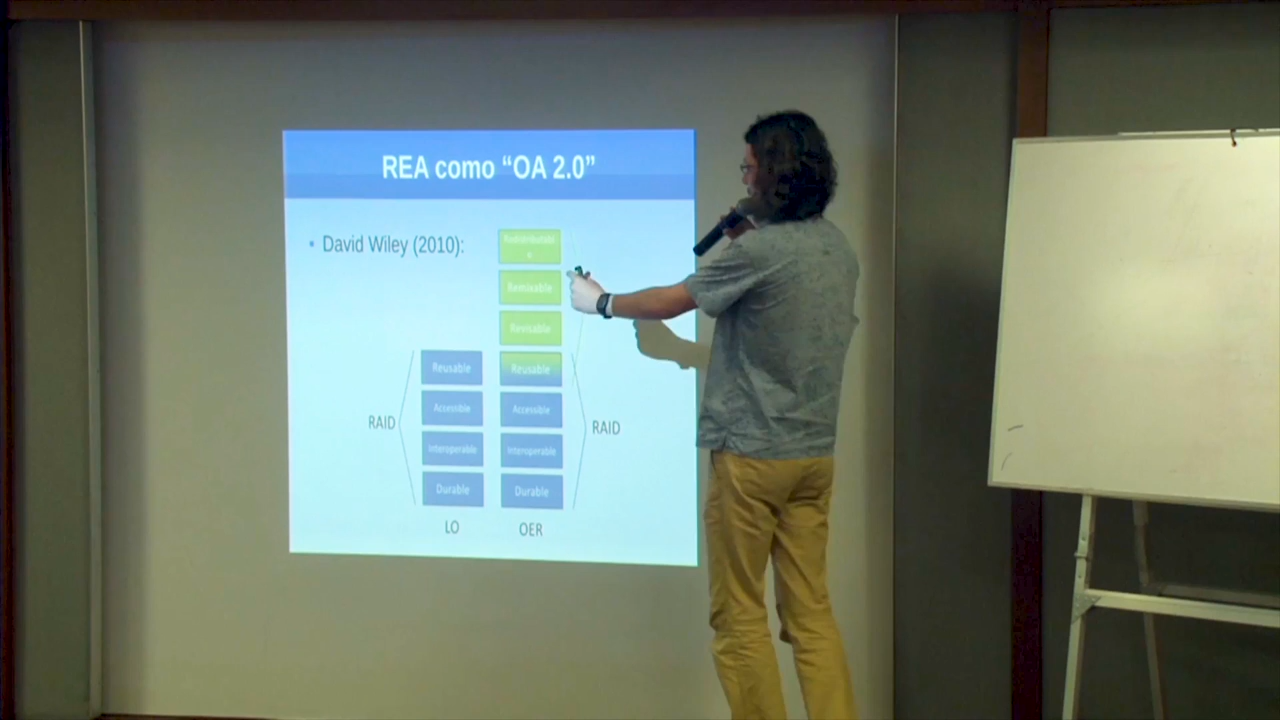 REA como “OA 2.0”
• David Wiley (2010):
Remixable
Revisable
Reusable Reusable
Accessible Accessible
RAID RAID
Interoperable Interoperable
Durable Durable
LO OER